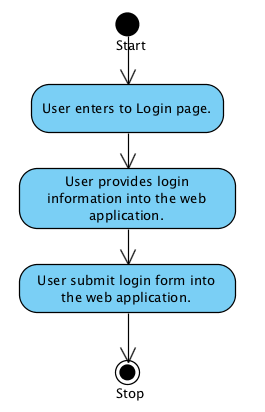 Start
User enters to Login page.
User provides login
information into the web
application.
User submit login form into
the web application.
Stop